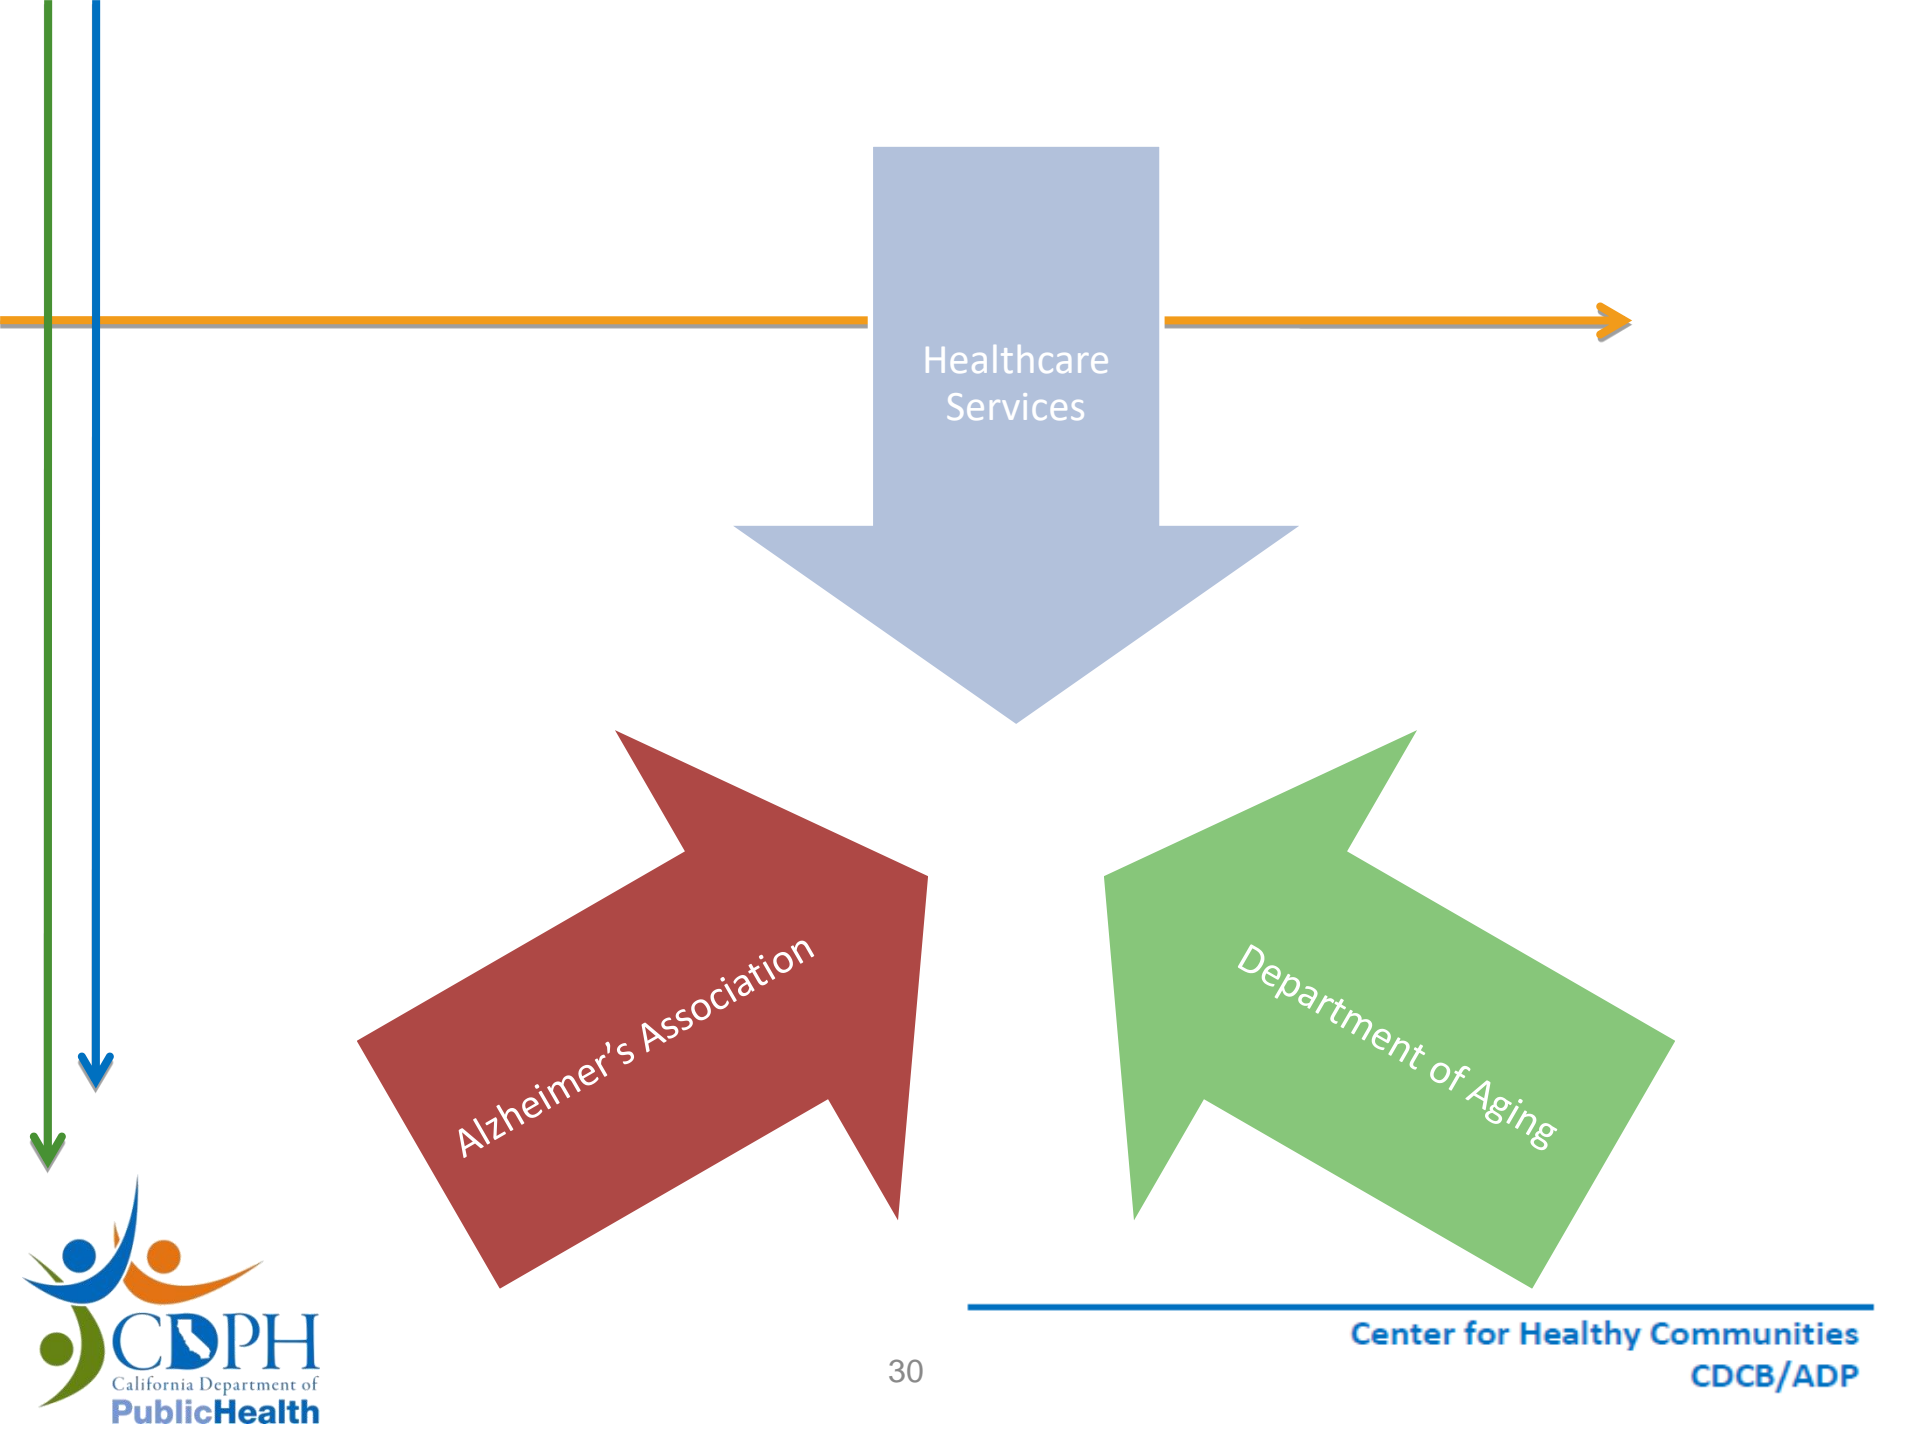 Healthcare
Services
Alzheimer’s Association
Department of Aging
CDPH
California Department of
PublicHealth
30
Center for Healthy Communities
CDCB/ADP